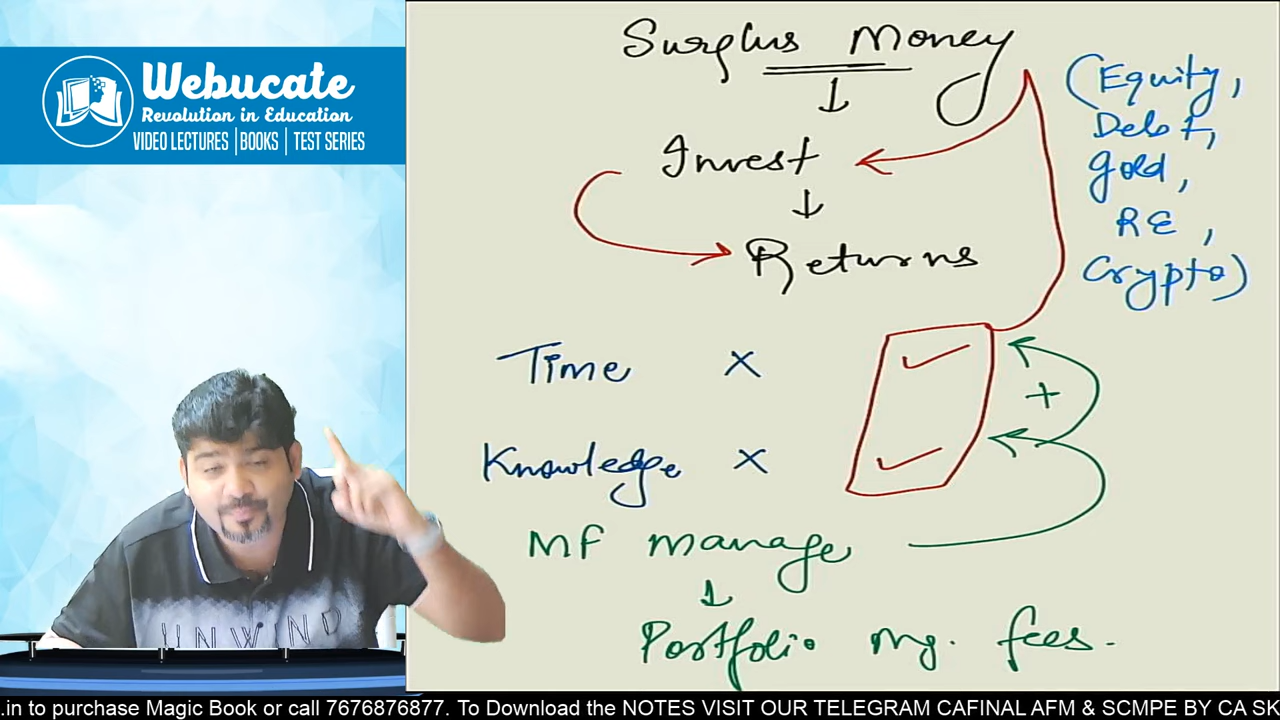 Webucate
Revolution in Education
VIDEO LECTURES | BOOKS | TEST SERIES
Surplus Money
Invest
Returns
(Equity,
Debt,
Gold,
RE,
Crypto)
Time ×
Knowledge ×
+
MF manage
Portfolio mg. fees.
UNWIND
.in to purchase Magic Book or call 7676876877. To Download the NOTES VISIT OUR TELEGRAM CAFINAL AFM & SCMPE BY CA SK